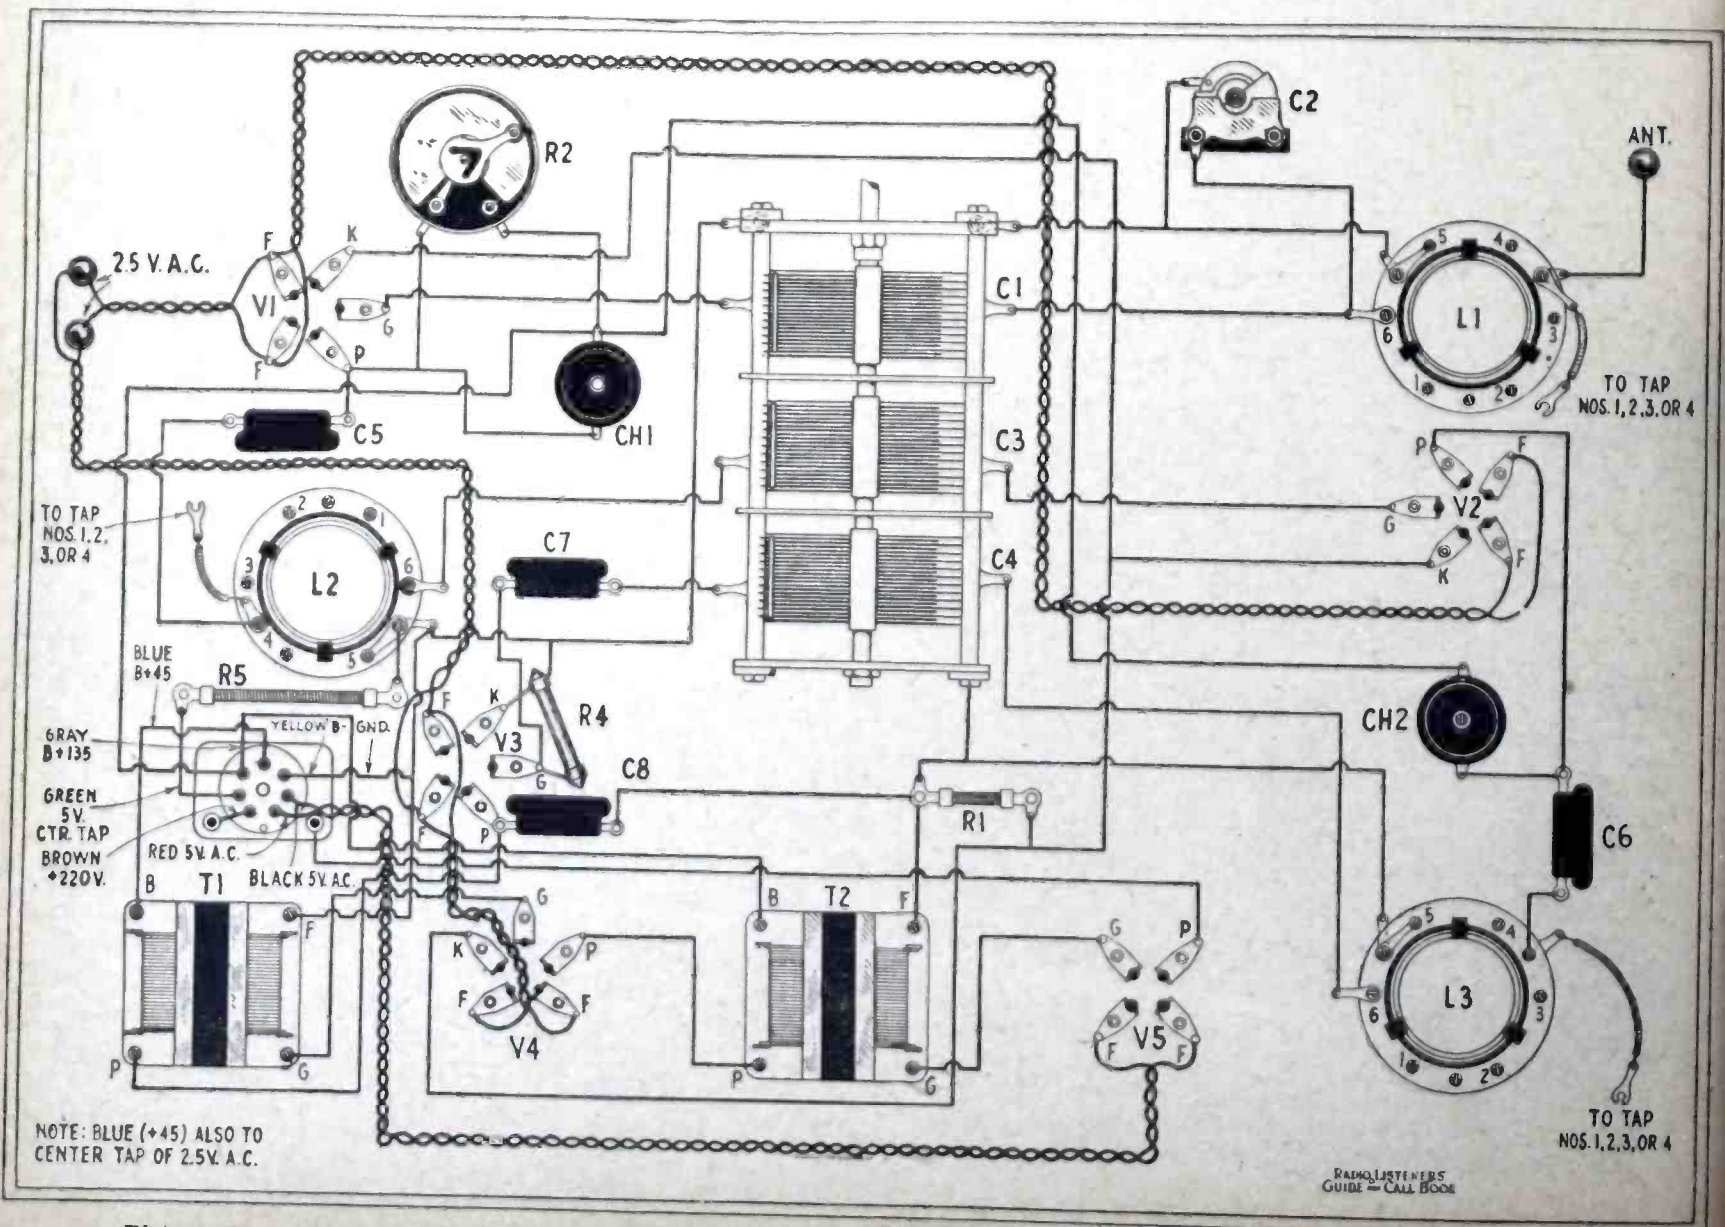 C2
ANT.
R2
F
K
2.5 V. A.C.
V1
G
C1
5
4
L1
6
3
F
P
1
2
TO TAP
NOS. 1, 2, 3, OR 4
C5
CH1
C3
P
F
V2
G
K
F
TO TAP
NOS. 1, 2,
3, OR 4
2
1
3
L2
6
4
5
C7
C4
BLUE
B+45
R5
F
K
R4
V3
G
CH2
GRAY
B+135
YELLOW B-
GND.
GREEN
5V.
CTR. TAP
BROWN
+220V.
RED 5V. A.C.
BLACK 5V. A.C.
F
P
C8
R1
C6
B
T1
F
P
G
G
K
P
F
F
V4
B
T2
F
P
G
G
P
V5
F
F
5
4
6
L3
3
1
2
TO TAP
NOS. 1, 2, 3, OR 4
NOTE: BLUE (+45) ALSO TO
CENTER TAP OF 2.5V. A.C.
RADIO LISTENERS
GUIDE AND CALL BOOK